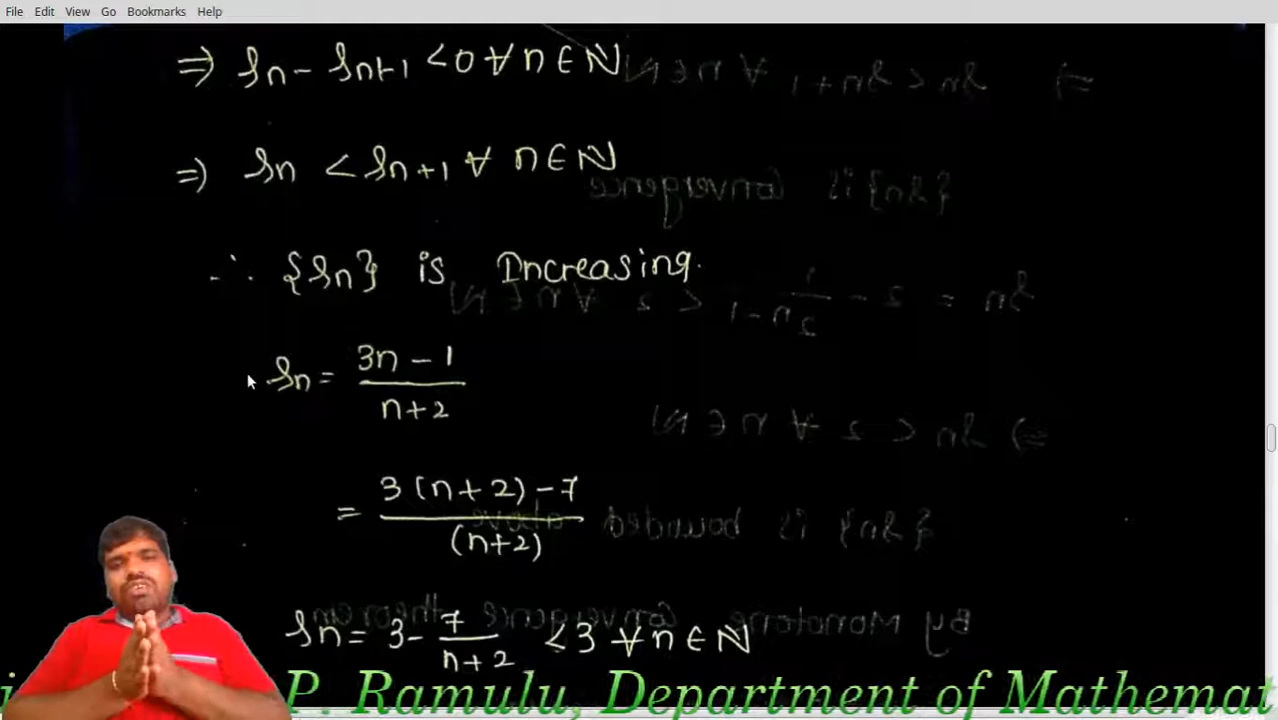 File Edit View Go Bookmarks Help
⇒ Sn - Sn+1 < 0 ∀ n ∈ ℕ
⇒ Sn < Sn+1 ∀ n ∈ ℕ
∴ {Sn} is Increasing.
Sn = (3n - 1)/(n+2)
= (3(n+2) - 7)/(n+2)
Sn = 3 - 7/(n+2) < 3 ∀ n ∈ ℕ
P. Ramulu, Department of Mathemat